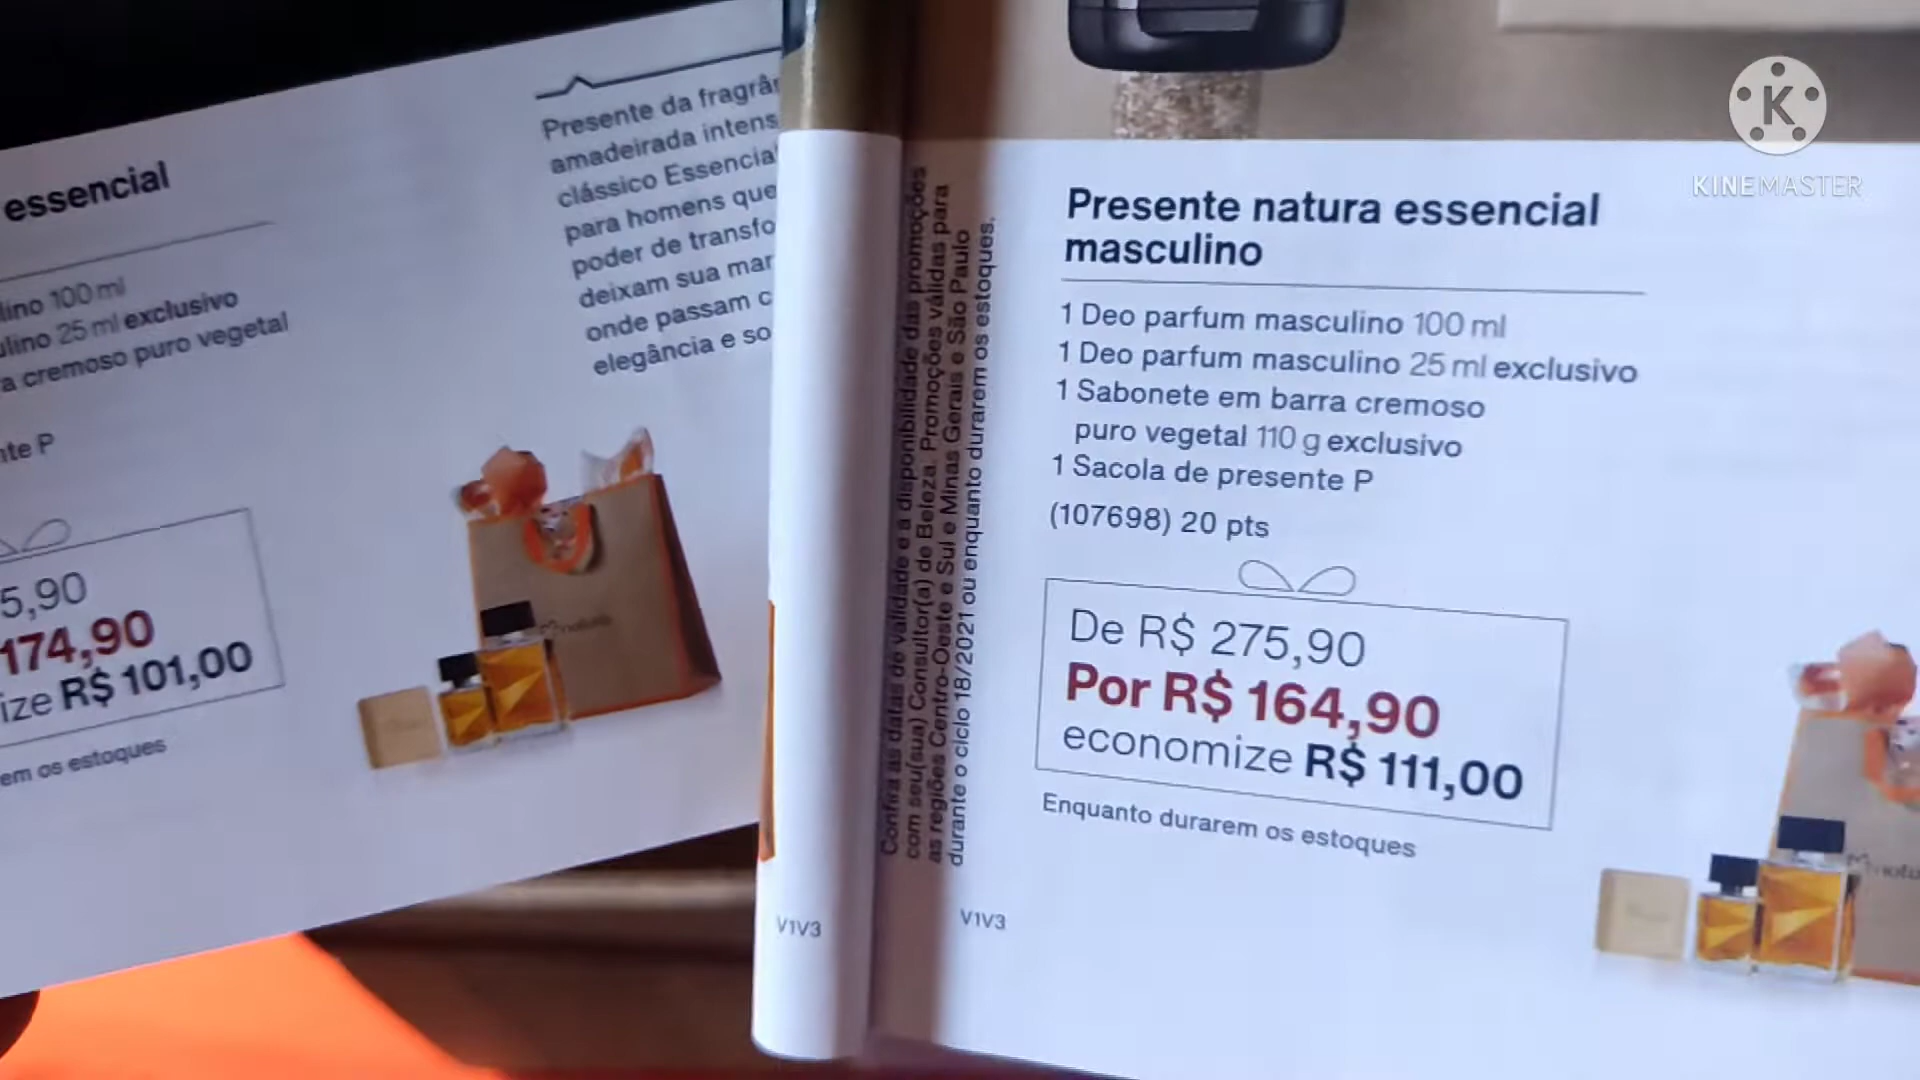 essencial
lino 100 ml
ulino 25 ml exclusivo
a cremoso puro vegetal
nte P
5,90
174,90
ize R$ 101,00
em os estoques
Presente da fragrân
amadeirada intens
clássico Essencial
para homens que
poder de transfo
deixam sua mar
onde passam c
elegância e so
natura
V1V3
Confira as datas de validade e a disponibilidade das promoções
com seu(sua) Consultor(a) de Beleza. Promoções válidas para
as regiões Centro-Oeste e Sul e Minas Gerais e São Paulo
durante o ciclo 18/2021 ou enquanto durarem os estoques.
V1V3
Presente natura essencial
masculino
1 Deo parfum masculino 100 ml
1 Deo parfum masculino 25 ml exclusivo
1 Sabonete em barra cremoso
puro vegetal 110 g exclusivo
1 Sacola de presente P
(107698) 20 pts
De R$ 275,90
Por R$ 164,90
economize R$ 111,00
Enquanto durarem os estoques
natu
K
KINEMASTER